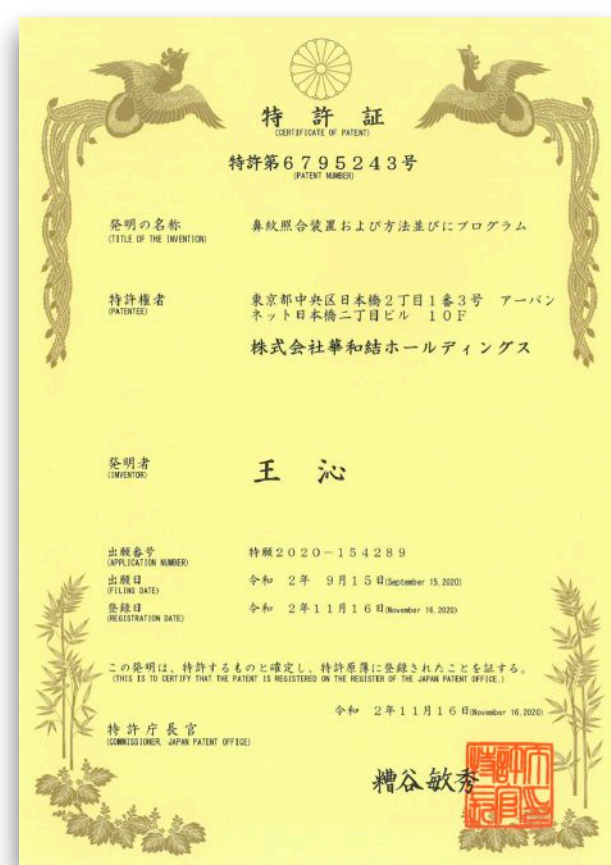 特許証
(CERTIFICATE OF PATENT)
特許第6795243号
(PATENT NUMBER)
発明の名称 鼻紋照合装置および方法並びにプログラム
(TITLE OF THE INVENTION)
特許権者 東京都中央区日本橋2丁目1番3号 アーバン
(PATENTEE) ネット日本橋二丁目ビル 10F
株式会社華和結ホールディングス
発明者 王 沁
(INVENTOR)
出願番号 特願2020-154289
(APPLICATION NUMBER)
出願日 令和 2年 9月15日(September 15,2020)
(FILING DATE)
登録日 令和 2年11月16日(November 16,2020)
(REGISTRATION DATE)
この発明は、特許するものと確定し、特許原簿に登録されたことを証する。
(THIS IS TO CERTIFY THAT THE PATENT IS REGISTERED ON THE REGISTER OF THE JAPAN PATENT OFFICE.)
令和 2年11月16日(November 16,2020)
特許庁長官
(COMMISSIONER, JAPAN PATENT OFFICE)
糟谷敏秀